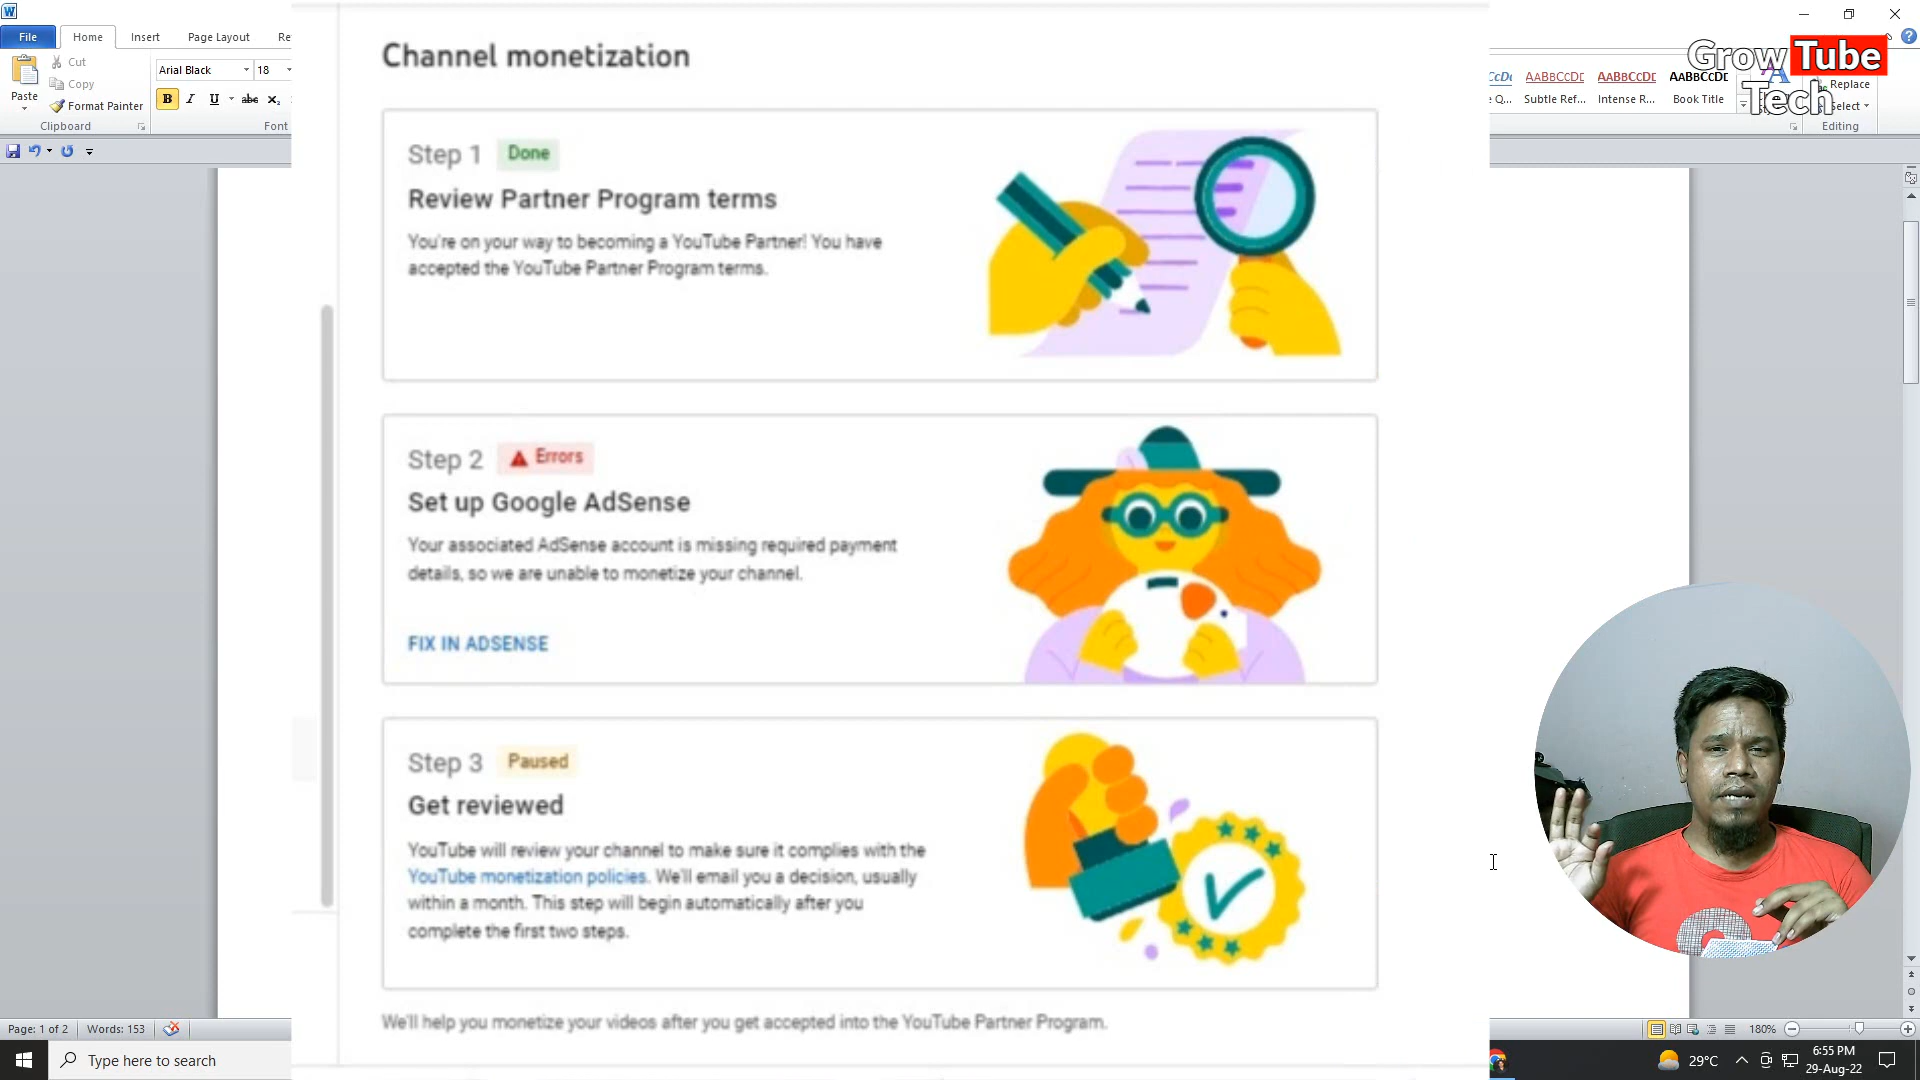 File
Home
Insert
Page Layout
Cut
Copy
Paste
Format Painter
Clipboard
Arial Black
18
B I U abc x₂
Font
AaBbCcDc
AaBbCcDc
AaBbCcDc
Subtle Ref...
Intense R...
Book Title
Replace
Select
Editing
Grow Tube
Tech
Channel monetization
Step 1
Done
Review Partner Program terms
You're on your way to becoming a YouTube Partner! You have
accepted the YouTube Partner Program terms.
Step 2
Errors
Set up Google AdSense
Your associated AdSense account is missing required payment
details, so we are unable to monetize your channel.
FIX IN ADSENSE
Step 3
Paused
Get reviewed
YouTube will review your channel to make sure it complies with the
YouTube monetization policies. We'll email you a decision, usually
within a month. This step will begin automatically after you
complete the first two steps.
We'll help you monetize your videos after you get accepted into the YouTube Partner Program.
Page: 1 of 2
Words: 153
180%
Type here to search
29°C
6:55 PM
29-Aug-22